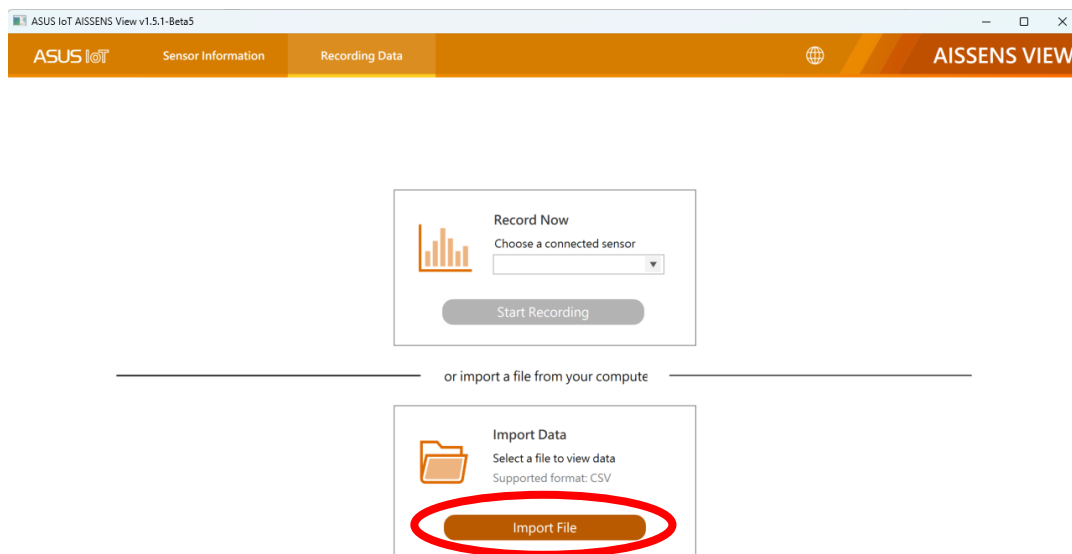 ASUS IoT AISSENS View v1.5.1-Beta5
ASUS IoT Sensor Information Recording Data AISSENS VIEW
Record Now
Choose a connected sensor
Start Recording
or import a file from your compute
Import Data
Select a file to view data
Supported format: CSV
Import File